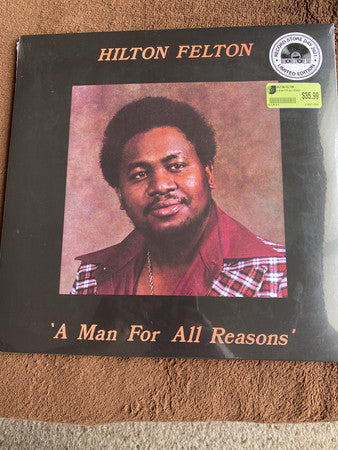 HILTON FELTON
RECORD STORE DAY
LIMITED EDITION
$35.99
'A Man For All Reasons'